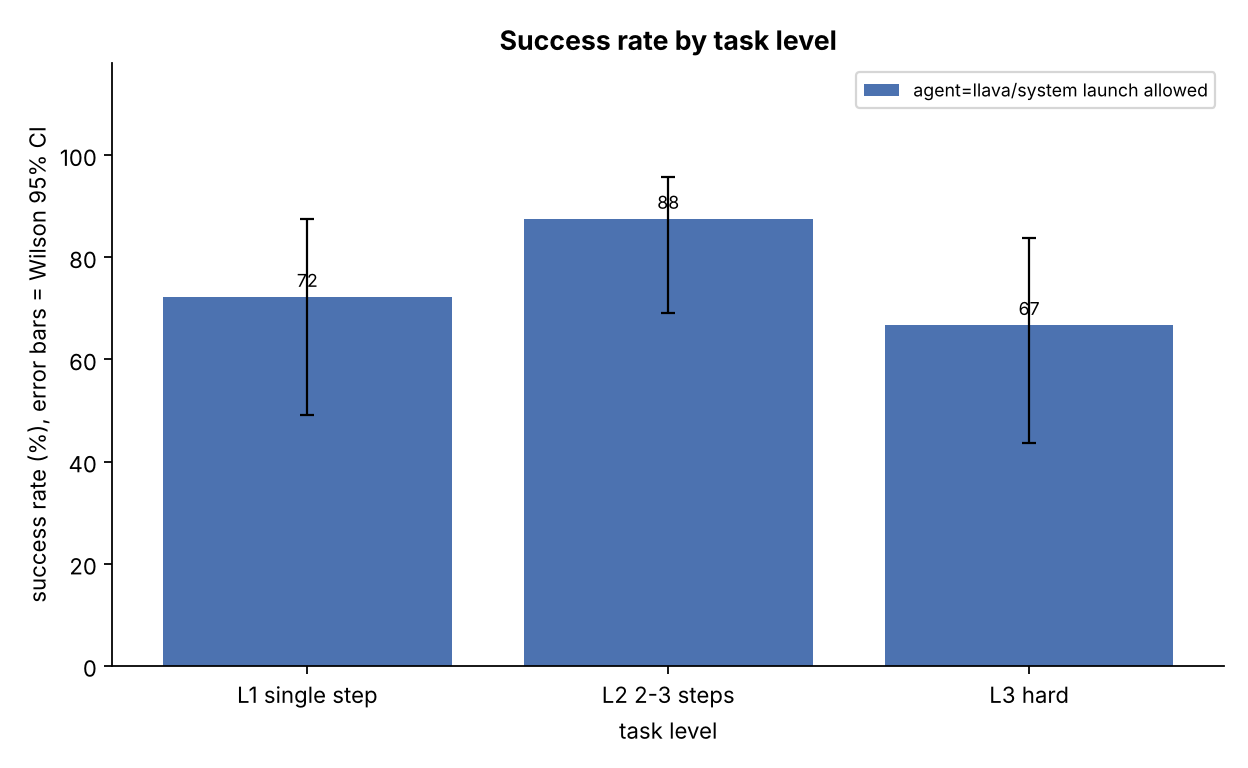 Success rate by task level
agent=llava/system launch allowed
success rate (%), error bars = Wilson 95% CI
100
80
60
40
20
0
72
88
67
L1 single step
L2 2-3 steps
L3 hard
task level